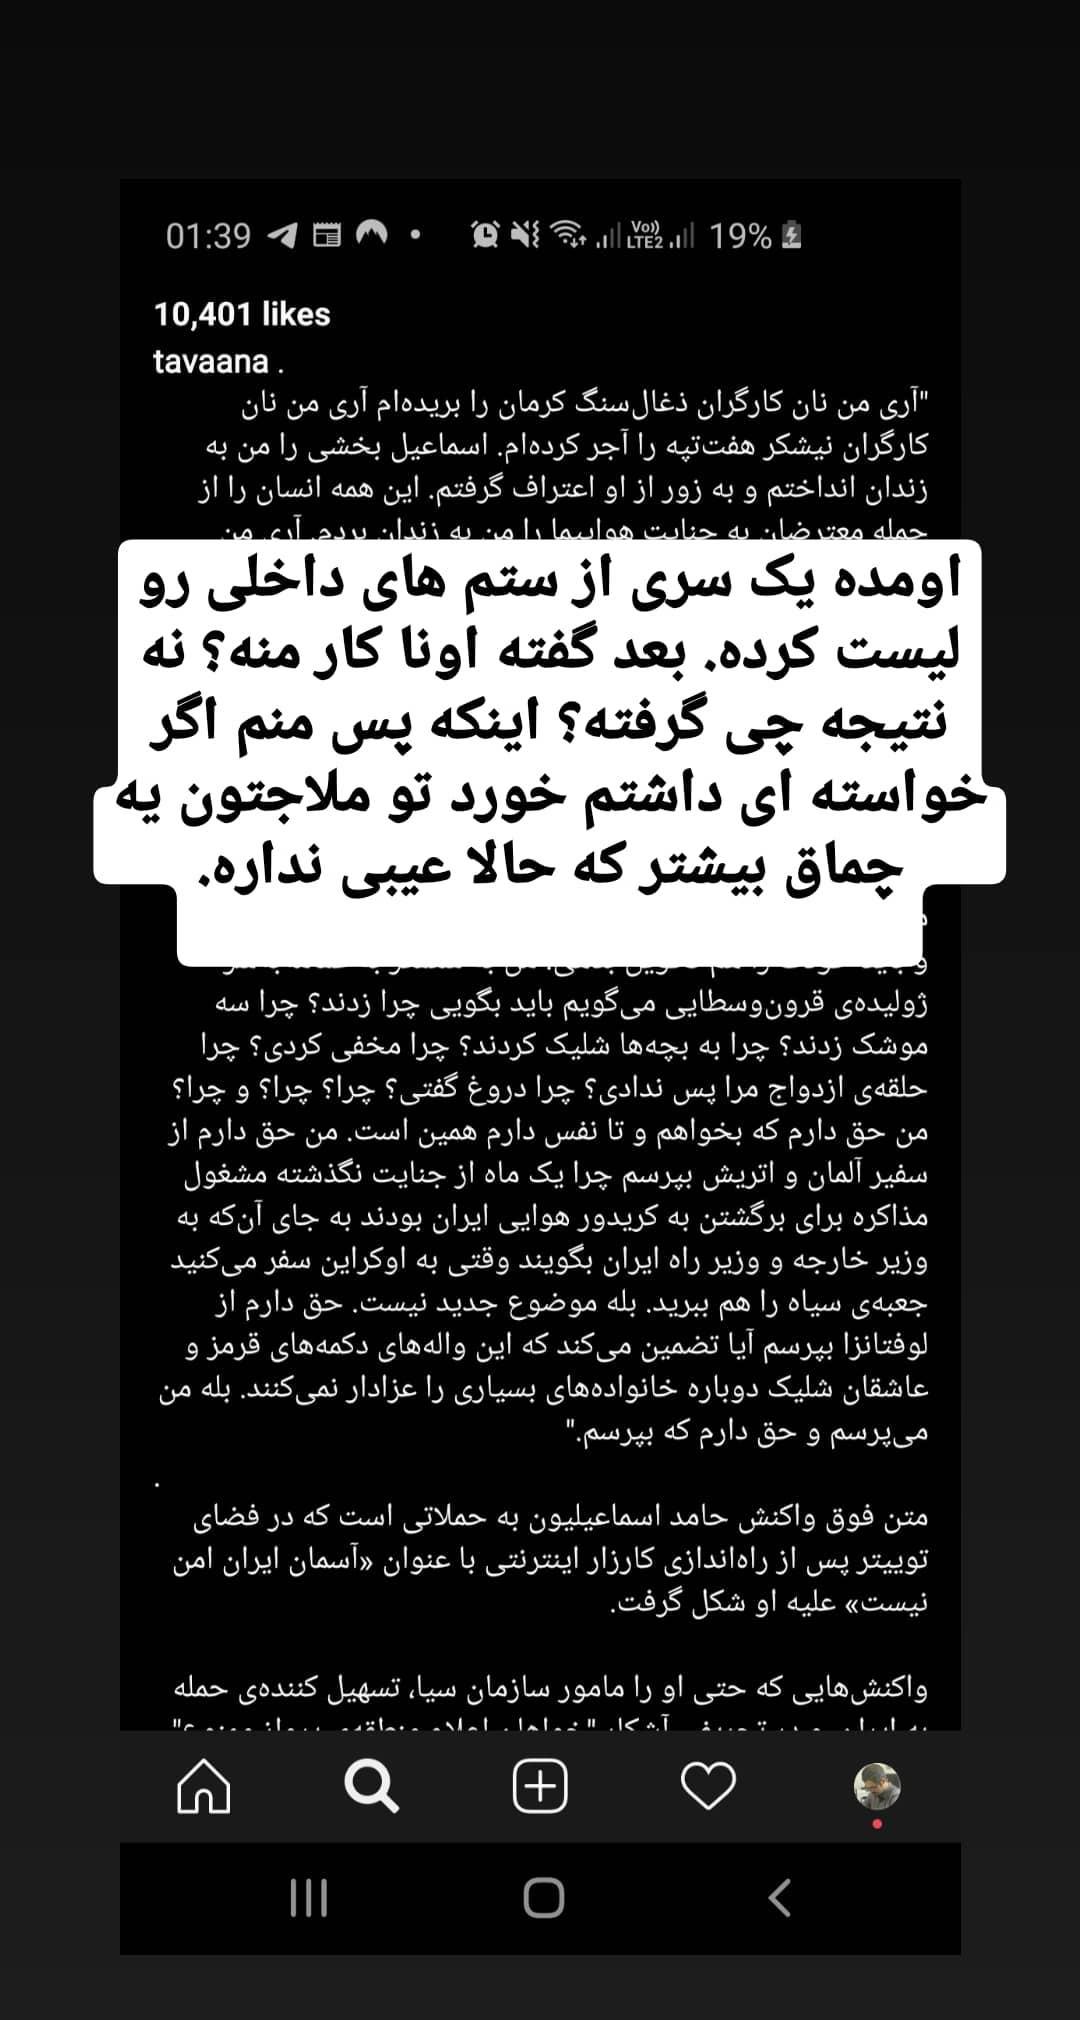 01:39
Vo))
LTE2
19%
10,401 likes
tavaana .
"آری من نان کارگران ذغال‌سنگ کرمان را بریده‌ام آری من نان
کارگران نیشکر هفت‌تپه را آجر کرده‌ام. اسماعیل بخشی را من به
زندان انداختم و به زور از او اعتراف گرفتم. این همه انسان را از
جمله معترضان به جنایت هواپیما را من به زندان بردم. آری من
اومده یک سری از ستم های داخلی رو
لیست کرده. بعد گفته اونا کار منه؟ نه
نتیجه چی گرفته؟ اینکه پس منم اگر
خواسته ای داشتم خورد تو ملاجتون یه
چماق بیشتر که حالا عیبی نداره.
ژولیده‌ی قرون‌وسطایی می‌گویم باید بگویی چرا زدند؟ چرا سه
موشک زدند؟ چرا به بچه‌ها شلیک کردند؟ چرا مخفی کردی؟ چرا
حلقه‌ی ازدواج مرا پس ندادی؟ چرا دروغ گفتی؟ چرا؟ چرا؟ و چرا؟
من حق دارم که بخواهم و تا نفس دارم همین است. من حق دارم از
سفیر آلمان و اتریش بپرسم چرا یک ماه از جنایت نگذشته مشغول
مذاکره برای برگشتن به کریدور هوایی ایران بودند به جای آن‌که به
وزیر خارجه و وزیر راه ایران بگویند وقتی به اوکراین سفر می‌کنید
جعبه‌ی سیاه را هم ببرید. بله موضوع جدید نیست. حق دارم از
لوفتانزا بپرسم آیا تضمین می‌کند که این واله‌های دکمه‌های قرمز و
عاشقان شلیک دوباره خانواده‌های بسیاری را عزادار نمی‌کنند. بله من
می‌پرسم و حق دارم که بپرسم."
.
متن فوق واکنش حامد اسماعیلیون به حملاتی است که در فضای
توییتر پس از راه‌اندازی کارزار اینترنتی با عنوان «آسمان ایران امن
نیست» علیه او شکل گرفت.
واکنش‌هایی که حتی او را مامور سازمان سیا، تسهیل کننده‌ی حمله